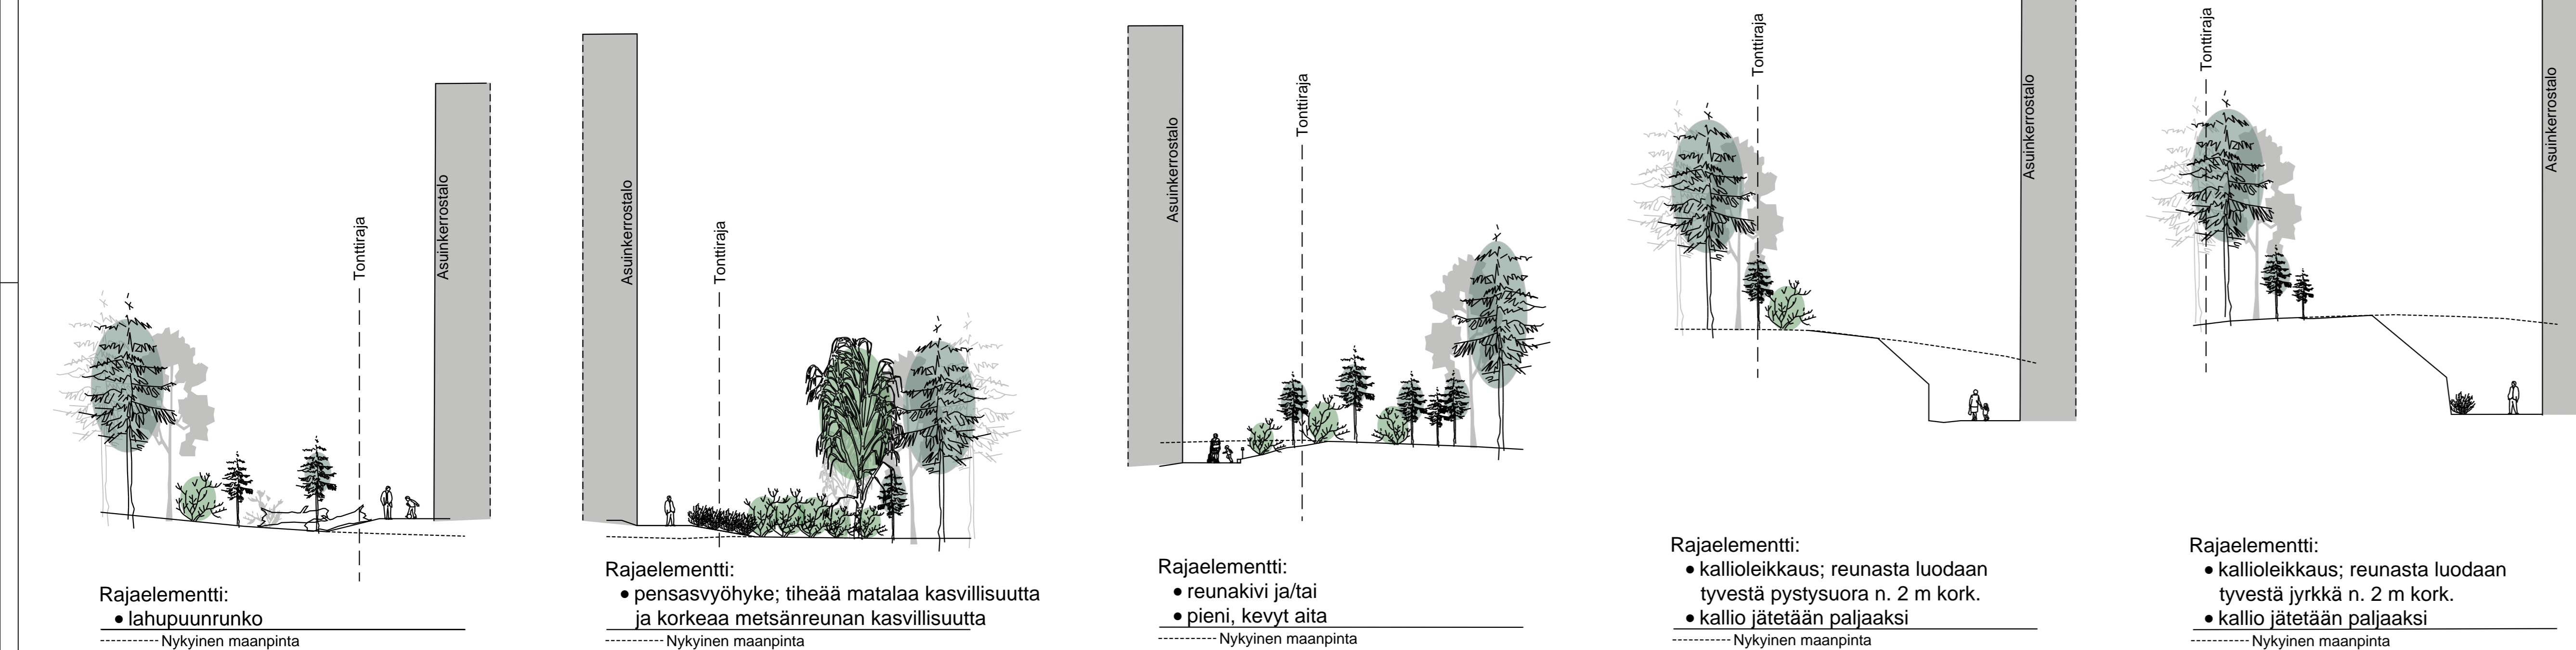 Tonttiraja
Asuinkerrostalo
Rajaelementti:
• lahupuunrunko
Nykyinen maanpinta
Asuinkerrostalo
Tonttiraja
Rajaelementti:
• pensasvyöhyke; tiheää matalaa kasvillisuutta
ja korkeaa metsänreunan kasvillisuutta
Nykyinen maanpinta
Asuinkerrostalo
Tonttiraja
Rajaelementti:
• reunakivi ja/tai
• pieni, kevyt aita
Nykyinen maanpinta
Tonttiraja
Asuinkerrostalo
Rajaelementti:
• kallioleikkaus; reunasta luodaan
tyvestä pystysuora n. 2 m kork.
• kallio jätetään paljaaksi
Nykyinen maanpinta
Tonttiraja
Asuinkerrostalo
Rajaelementti:
• kallioleikkaus; reunasta luodaan
tyvestä jyrkkä n. 2 m kork.
• kallio jätetään paljaaksi
Nykyinen maanpinta